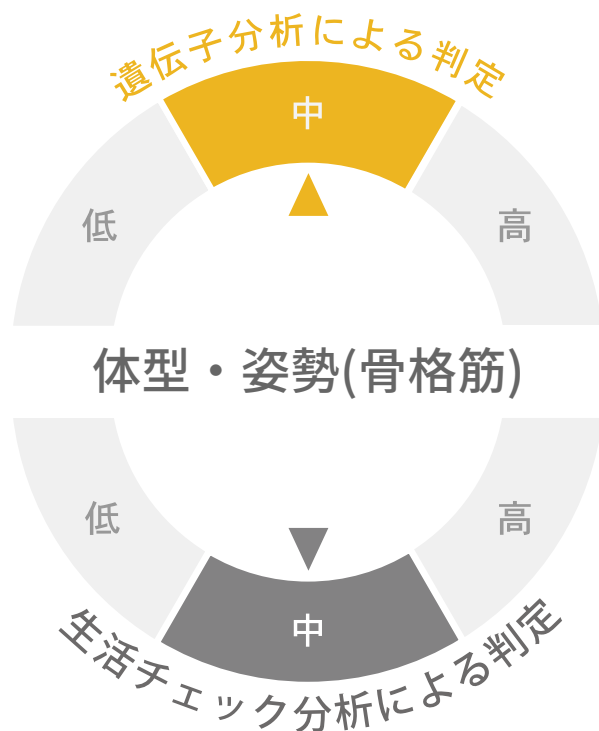 遺伝子分析による判定
中
低
高
体型・姿勢(骨格筋)
低
高
中
生活チェック分析による判定